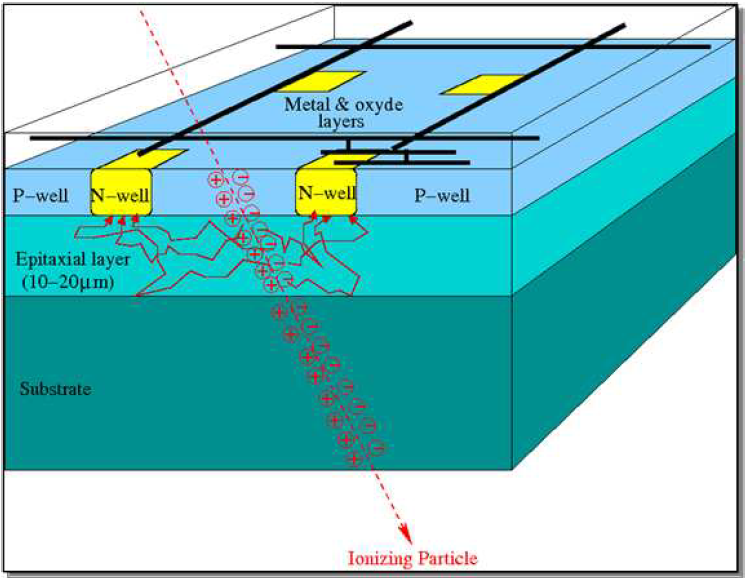 Metal & oxyde
layers
P-well
N-well
N-well
P-well
Epitaxial layer
(10-20μm)
Substrate
Ionizing Particle